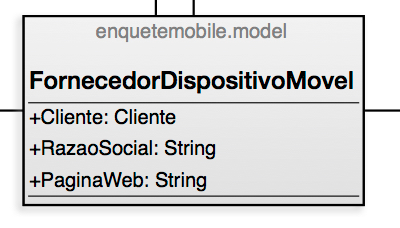 enquetemobile.model
FornecedorDispositivoMovel
+Cliente: Cliente
+RazaoSocial: String
+PaginaWeb: String